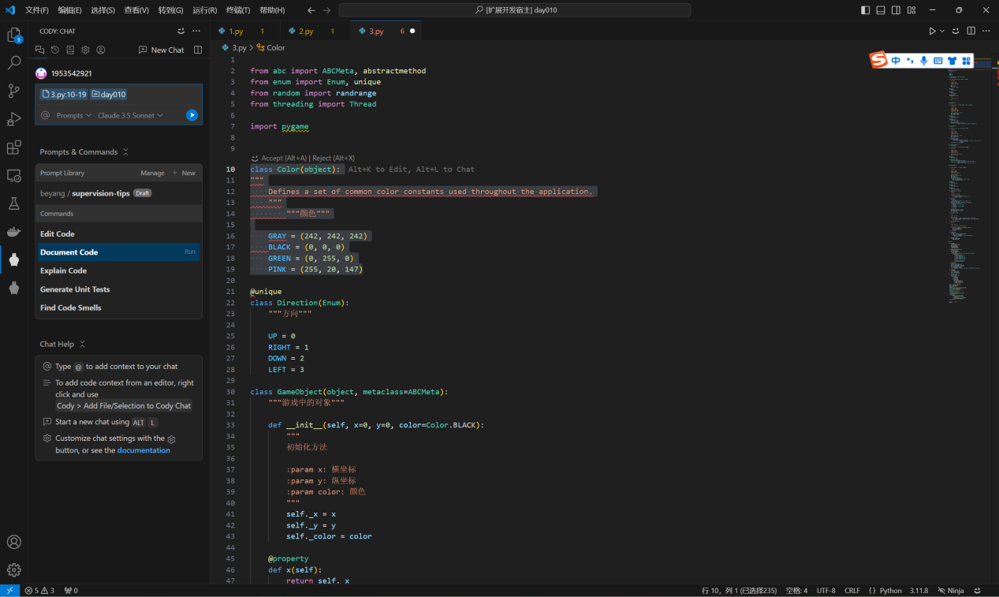 文件(F) 编辑(E) 选择(S) 查看(V) 转到(G) 运行(R) 终端(T) 帮助(H) [扩展开发宿主] day010
CODY: CHAT
New Chat
1953542921
3.py:10-19 day010
Prompts Claude 3.5 Sonnet
Prompts & Commands
Prompt Library Manage + New
beyang / supervision-tips Draft
Commands
Edit Code
Document Code Run
Explain Code
Generate Unit Tests
Find Code Smells
Chat Help
Type @ to add context to your chat
To add code context from an editor, right
click and use
Cody > Add File/Selection to Cody Chat
Start a new chat using ALT L
Customize chat settings with the
button, or see the documentation
1.py 1 2.py 1 3.py 6
3.py > Color
中
1
2 from abc import ABCMeta, abstractmethod
3 from enum import Enum, unique
4 from random import randrange
5 from threading import Thread
6
7 import pygame
8
9
Accept (Alt+A) | Reject (Alt+X)
10 class Color(object): Alt+K to Edit, Alt+L to Chat
11 """
12 ····Defines a set of common color constants used throughout the application.
13 ····"""
14 ········"""颜色"""
15
16 ····GRAY = (242, 242, 242)
17 ····BLACK = (0, 0, 0)
18 ····GREEN = (0, 255, 0)
19 ····PINK = (255, 20, 147)
20
21 @unique
22 class Direction(Enum):
23 """方向"""
24
25 UP = 0
26 RIGHT = 1
27 DOWN = 2
28 LEFT = 3
29
30 class GameObject(object, metaclass=ABCMeta):
31 """游戏中的对象"""
32
33 def __init__(self, x=0, y=0, color=Color.BLACK):
34 """
35 初始化方法
36
37 :param x: 横坐标
38 :param y: 纵坐标
39 :param color: 颜色
40 """
41 self._x = x
42 self._y = y
43 self._color = color
44
45 @property
46 def x(self):
47 return self._x
5 3 0 行 10，列 1 (已选择235) 空格: 4 UTF-8 CRLF {} Python 3.11.8 Ninja